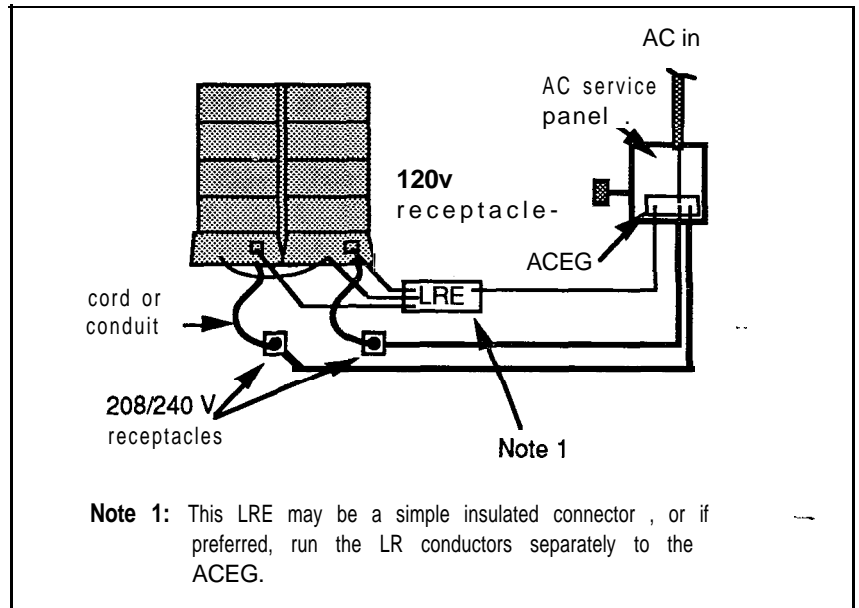 AC in
AC service
panel .
120v
receptacle-
ACEG
LRE
cord or
conduit
208/240 V
receptacles
Note 1
Note 1: This LRE may be a simple insulated connector , or if
preferred, run the LR conductors separately to the
ACEG.